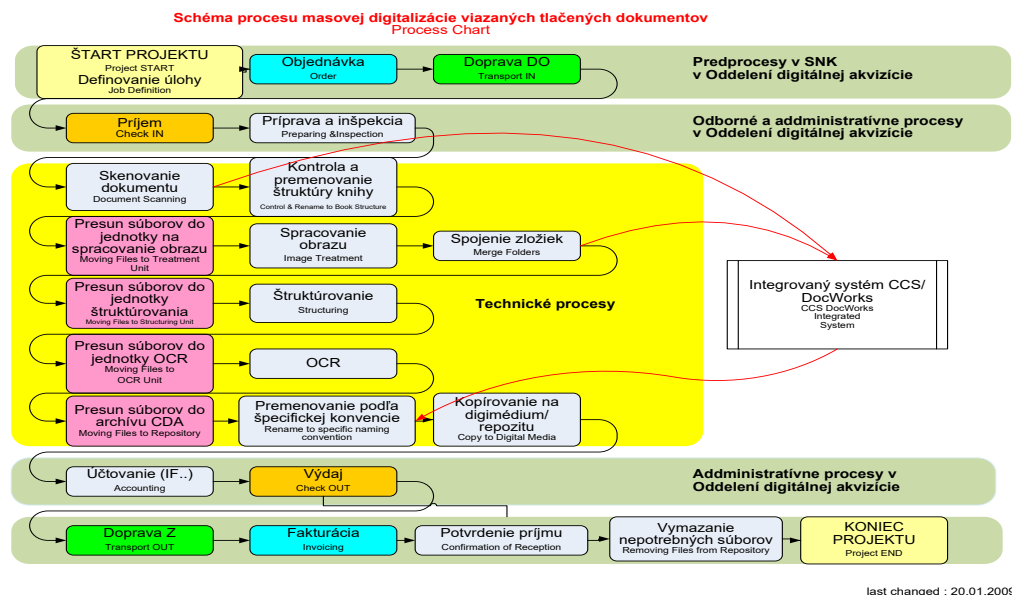 Schéma procesu masovej digitalizácie viazaných tlačených dokumentov
Process Chart
ŠTART PROJEKTU
Project START
Definovanie úlohy
Job Definition
Objednávka
Order
Doprava DO
Transport IN
Predprocesy v SNK
v Oddelení digitálnej akvizície
Príjem
Check IN
Príprava a inšpekcia
Preparing &Inspection
Odborné a addministratívne procesy
v Oddelení digitálnej akvizície
Skenovanie
dokumentu
Document Scanning
Kontrola a
premenovanie
štruktúry knihy
Control & Rename to Book Structure
Presun súborov do
jednotky na
spracovanie obrazu
Moving Files to Treatment
Unit
Spracovanie
obrazu
Image Treatment
Spojenie zložiek
Merge Folders
Integrovaný systém CCS/
DocWorks
CCS DocWorks
Integrated
System
Presun súborov do
jednotky
štruktúrovania
Moving Files to Structuring Unit
Štruktúrovanie
Structuring
Technické procesy
Presun súborov do
jednotky OCR
Moving Files to
OCR Unit
OCR
Presun súborov do
archívu CDA
Moving Files to Repository
Premenovanie podľa
špecifickej konvencie
Rename to specific naming
convention
Kopírovanie na
digimédium/
repozitu
Copy to Digital Media
Účtovanie (IF..)
Accounting
Výdaj
Check OUT
Addministratívne procesy v
Oddelení digitálnej akvizície
Doprava Z
Transport OUT
Fakturácia
Invoicing
Potvrdenie príjmu
Confirmation of Reception
Vymazanie
nepotrebných súborov
Removing Files from Repository
KONIEC
PROJEKTU
Project END
last changed : 20.01.2009